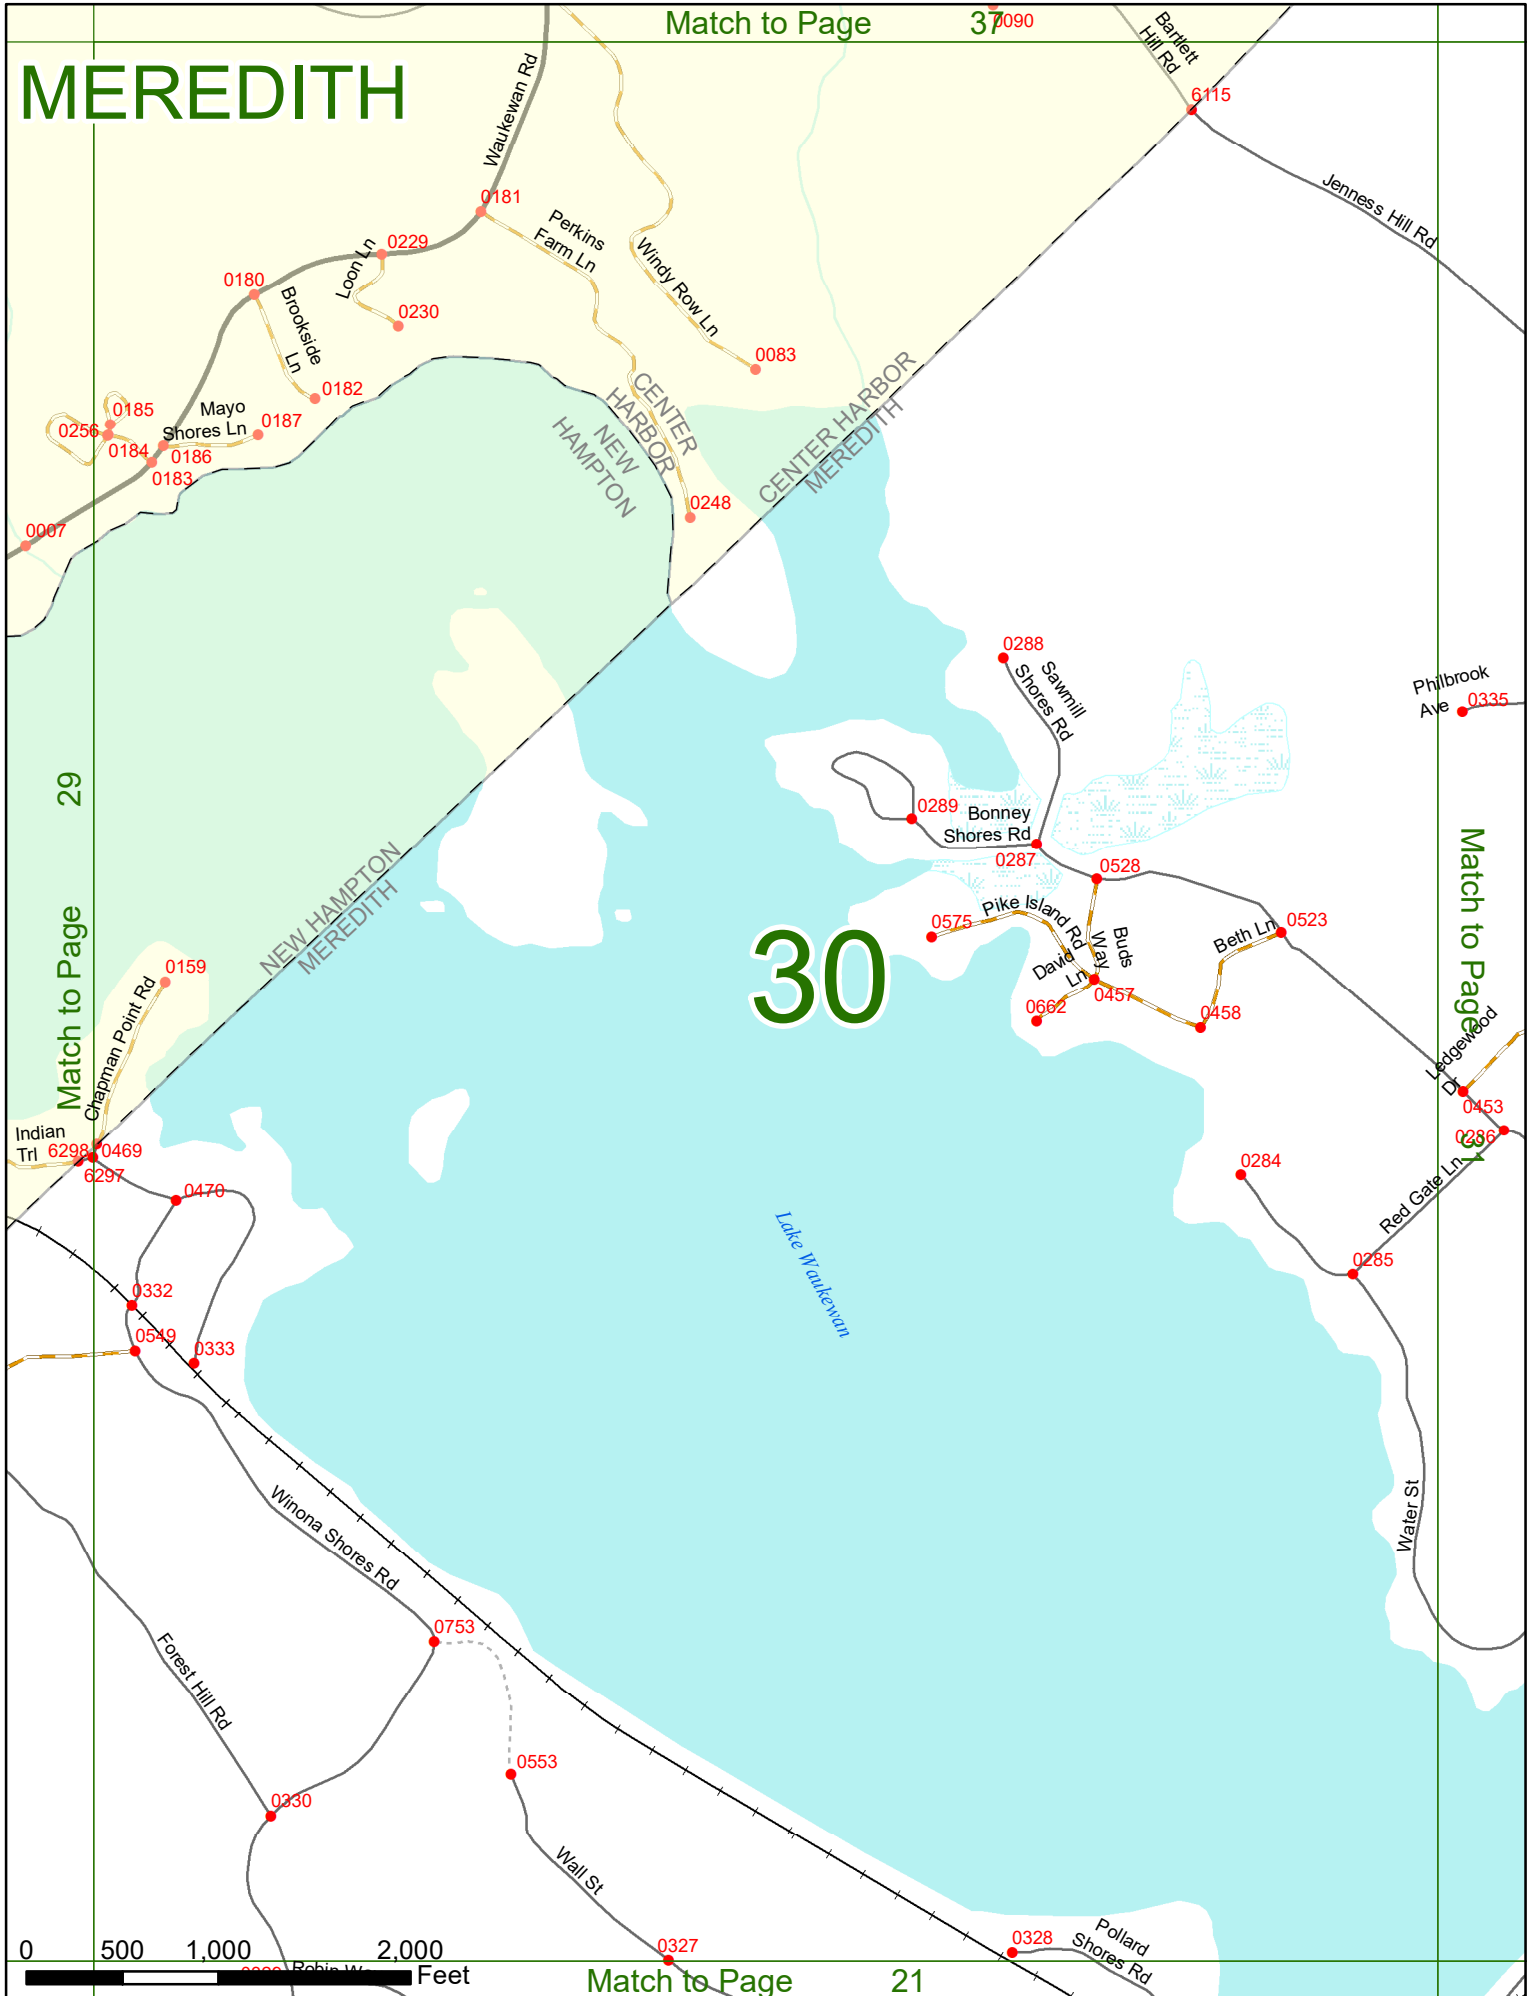 Match to Page 37
0090
MEREDITH
Bartlett
Hill Rd
6115
Waukewan Rd
Jenness Hill Rd
0181
Perkins
Farm Ln
0229
Loon Ln
Windy Row Ln
0180
Brookside
Ln
0230
0083
0182
CENTER
HARBOR
NEW
HAMPTON
CENTER HARBOR
MEREDITH
Mayo
Shores Ln
0187
0185
0256
0184
0186
0183
0248
0007
0288
Sawmill
Shores Rd
Philbrook
Ave
0335
29
Match to Page
0289
Bonney
Shores Rd
0287
0528
Match to Page
31
NEW HAMPTON
MEREDITH
30
0575
Pike Island Rd
Buds
Way
Beth Ln
0523
David
Ln
0457
0662
0458
0159
Chapman Point Rd
Ledgewood
Dr
0453
0286
Indian
Trl
6298
0469
6297
0470
0284
Red Gate Ln
0285
Lake Waukewan
0332
0549
0333
Water St
Winona Shores Rd
0753
Forest Hill Rd
0553
0330
Wall St
0327
0328
Pollard
Shores Rd
0 500 1,000 2,000
Feet
Robin
Match to Page 21